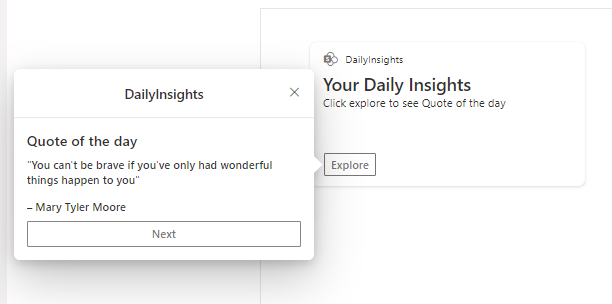 DailyInsights
Your Daily Insights
Click explore to see Quote of the day
Explore
DailyInsights
Quote of the day
"You can't be brave if you've only had wonderful
things happen to you"
– Mary Tyler Moore
Next